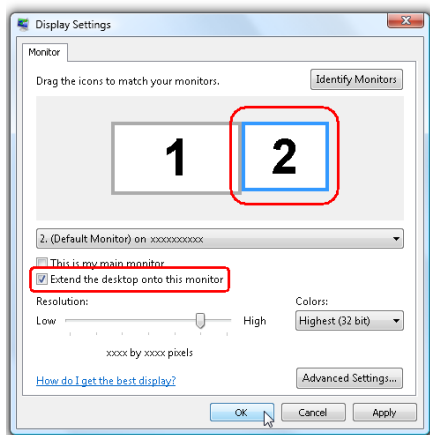 Display Settings
Monitor
Drag the icons to match your monitors.
Identify Monitors
1
2
2. (Default Monitor) on xxxxxxxxxx
This is my main monitor
Extend the desktop onto this monitor
Resolution:
Colors:
Low
High
Highest (32 bit)
xxxx by xxxx pixels
How do I get the best display?
Advanced Settings...
OK
Cancel
Apply